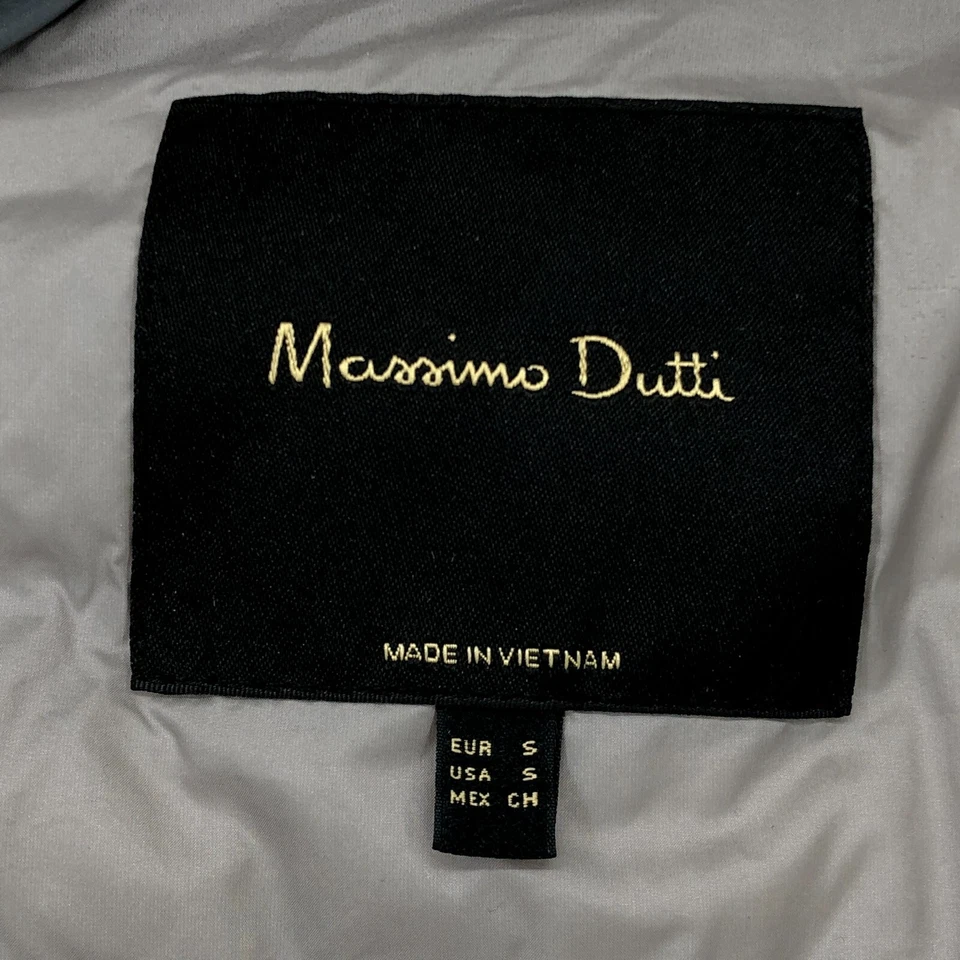 Massimo Dutti
MADE IN VIETNAM
EUR S
USA S
MEX CH